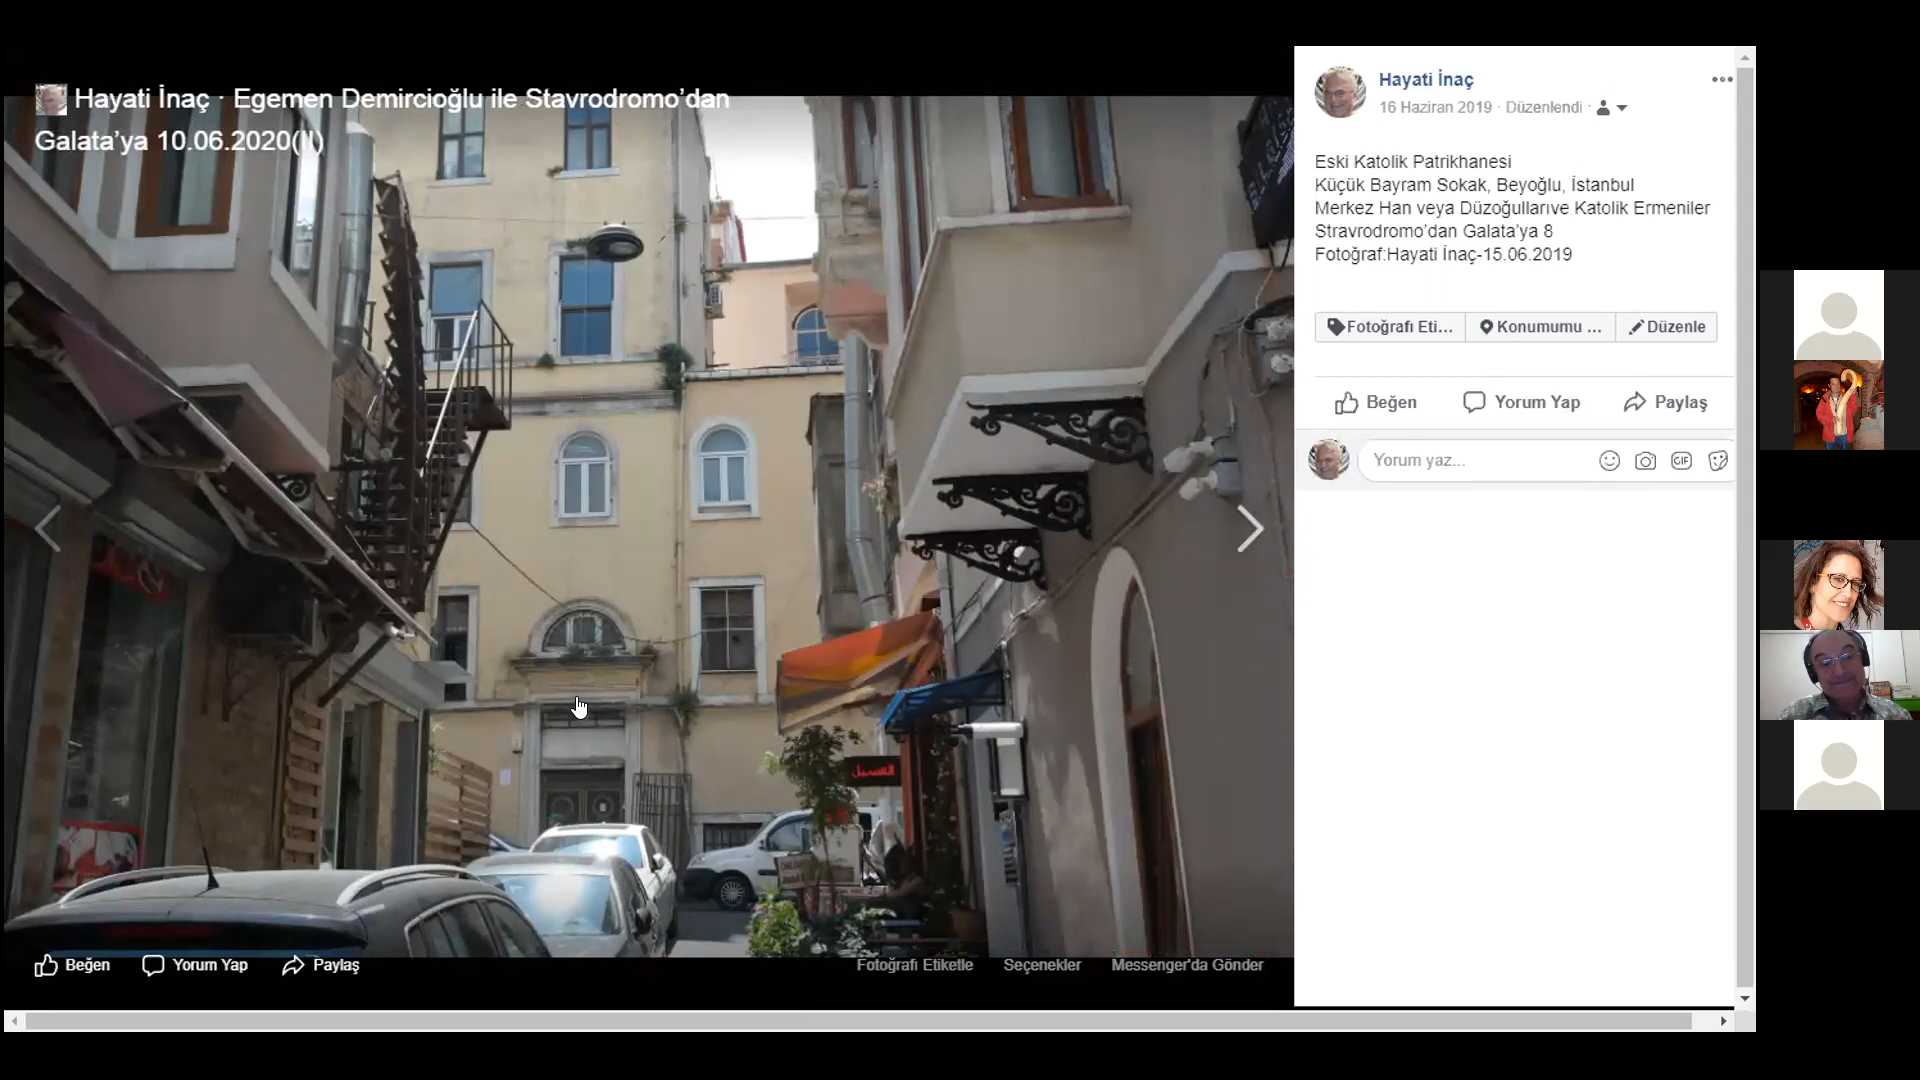 Hayati İnaç · Egemen Demircioğlu ile Stavrodromo’dan
Galata’ya 10.06.2020(II)
Beğen
Yorum Yap
Paylaş
Fotoğrafı Etiketle
Seçenekler
Messenger'da Gönder
Hayati İnaç
16 Haziran 2019 · Düzenlendi ·
Eski Katolik Patrikhanesi
Küçük Bayram Sokak, Beyoğlu, İstanbul
Merkez Han veya Düzoğullarıve Katolik Ermeniler
Stravrodromo’dan Galata’ya 8
Fotoğraf:Hayati İnaç-15.06.2019
Fotoğrafı Eti...
Konumumu ...
Düzenle
Beğen
Yorum Yap
Paylaş
Yorum yaz...
GIF